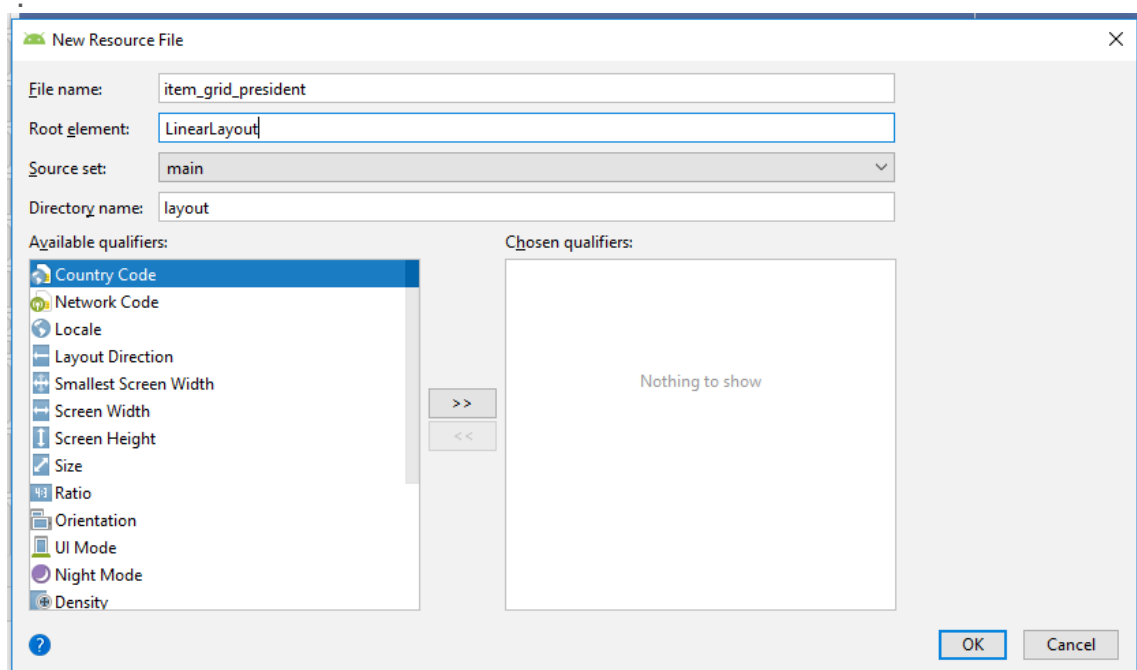 New Resource File
File name: item_grid_president
Root element: LinearLayout
Source set: main
Directory name: layout
Available qualifiers:
Chosen qualifiers:
Country Code
Network Code
Locale
Layout Direction
Smallest Screen Width
Screen Width
Screen Height
Size
4:3 Ratio
Orientation
UI Mode
Night Mode
Density
>>
<<
Nothing to show
?
OK
Cancel